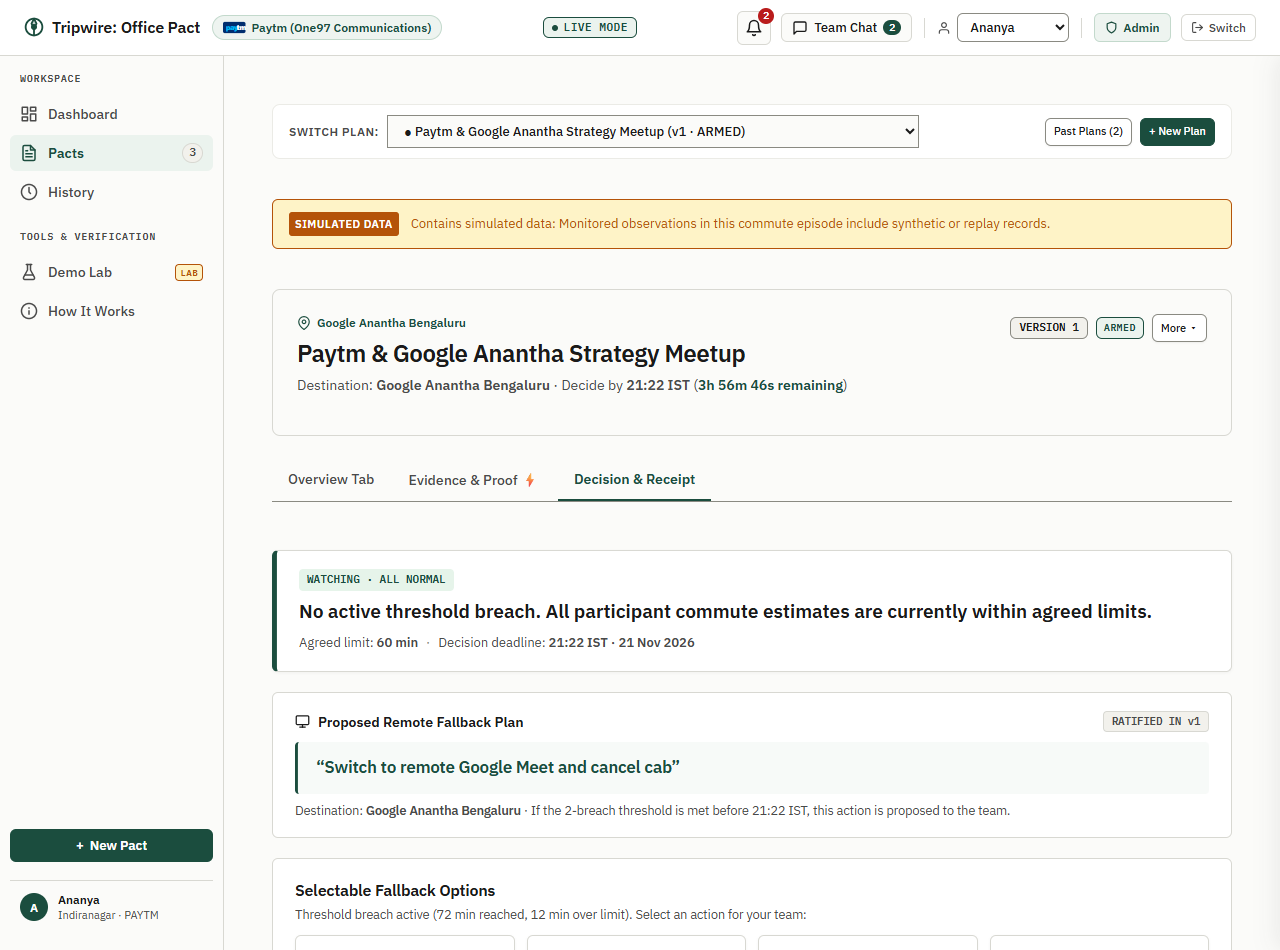 Tripwire: Office Pact
paytm Paytm (One97 Communications)
● LIVE MODE
2
Team Chat 2
Ananya
Admin
Switch
WORKSPACE
Dashboard
Pacts 3
History
TOOLS & VERIFICATION
Demo Lab LAB
How It Works
+ New Pact
A
Ananya
Indiranagar · PAYTM
SWITCH PLAN: ● Paytm & Google Anantha Strategy Meetup (v1 · ARMED)
Past Plans (2)
+ New Plan
SIMULATED DATA Contains simulated data: Monitored observations in this commute episode include synthetic or replay records.
Google Anantha Bengaluru
VERSION 1 ARMED More
Paytm & Google Anantha Strategy Meetup
Destination: Google Anantha Bengaluru · Decide by 21:22 IST (3h 56m 46s remaining)
Overview Tab
Evidence & Proof ⚡
Decision & Receipt
WATCHING · ALL NORMAL
No active threshold breach. All participant commute estimates are currently within agreed limits.
Agreed limit: 60 min · Decision deadline: 21:22 IST · 21 Nov 2026
Proposed Remote Fallback Plan
RATIFIED IN v1
“Switch to remote Google Meet and cancel cab”
Destination: Google Anantha Bengaluru · If the 2-breach threshold is met before 21:22 IST, this action is proposed to the team.
Selectable Fallback Options
Threshold breach active (72 min reached, 12 min over limit). Select an action for your team: